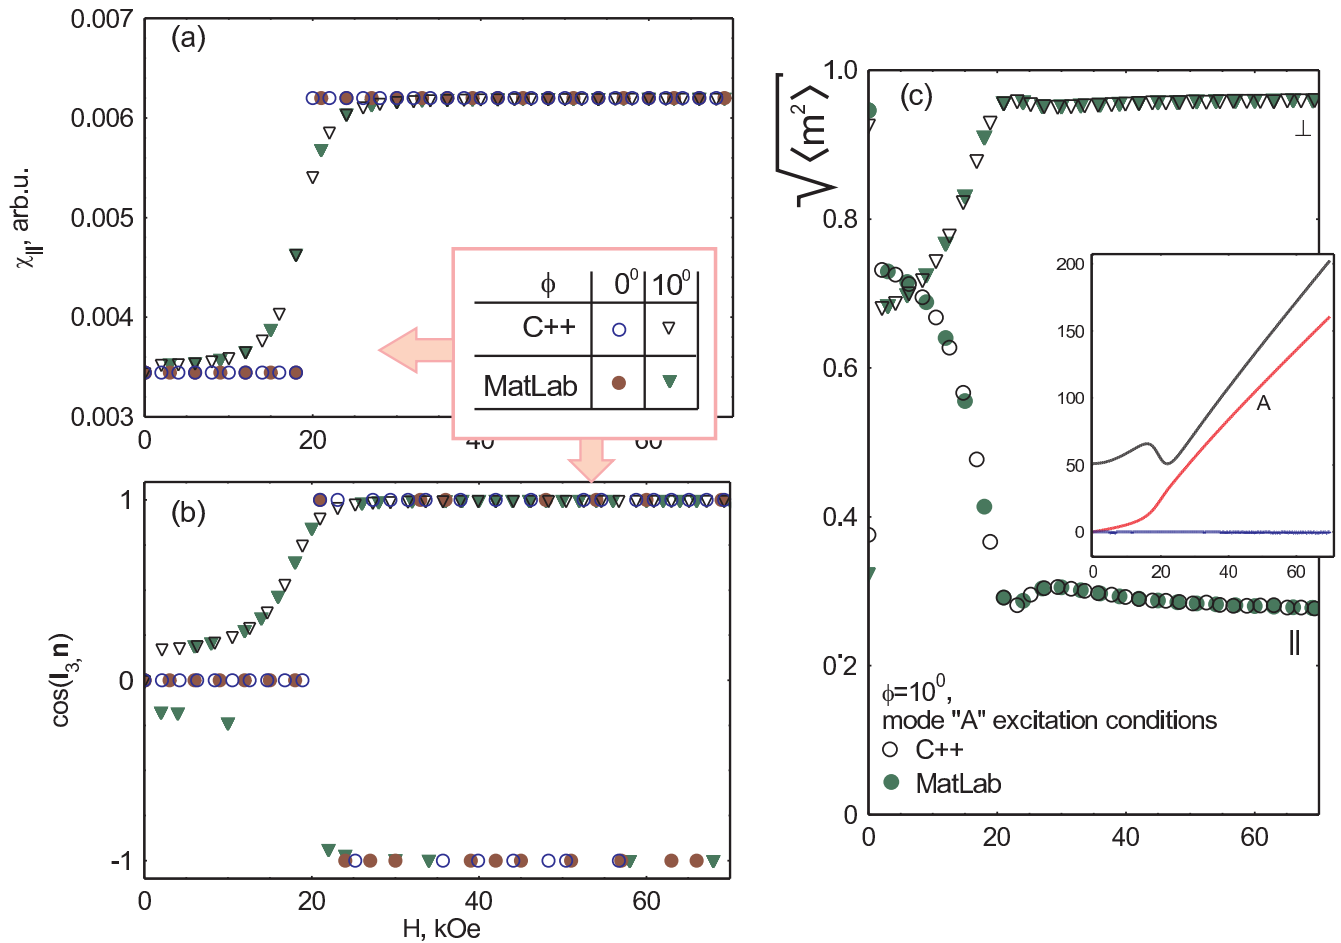 (a)
0.007
0.006
0.005
0.004
0.003
χ||, arb.u.
0 20 40 60
ϕ 0⁰ 10⁰
C++
MatLab
(b)
1
0
-1
cos(I₃,n)
0 20 40 60
H, kOe
(c)
√⟨m²⟩
1.0
0.8
0.6
0.4
0.2
0
⊥
||
200
150
100
50
0
A
0 20 40 60
ϕ=10⁰,
mode "A" excitation conditions
C++
MatLab
0 20 40 60